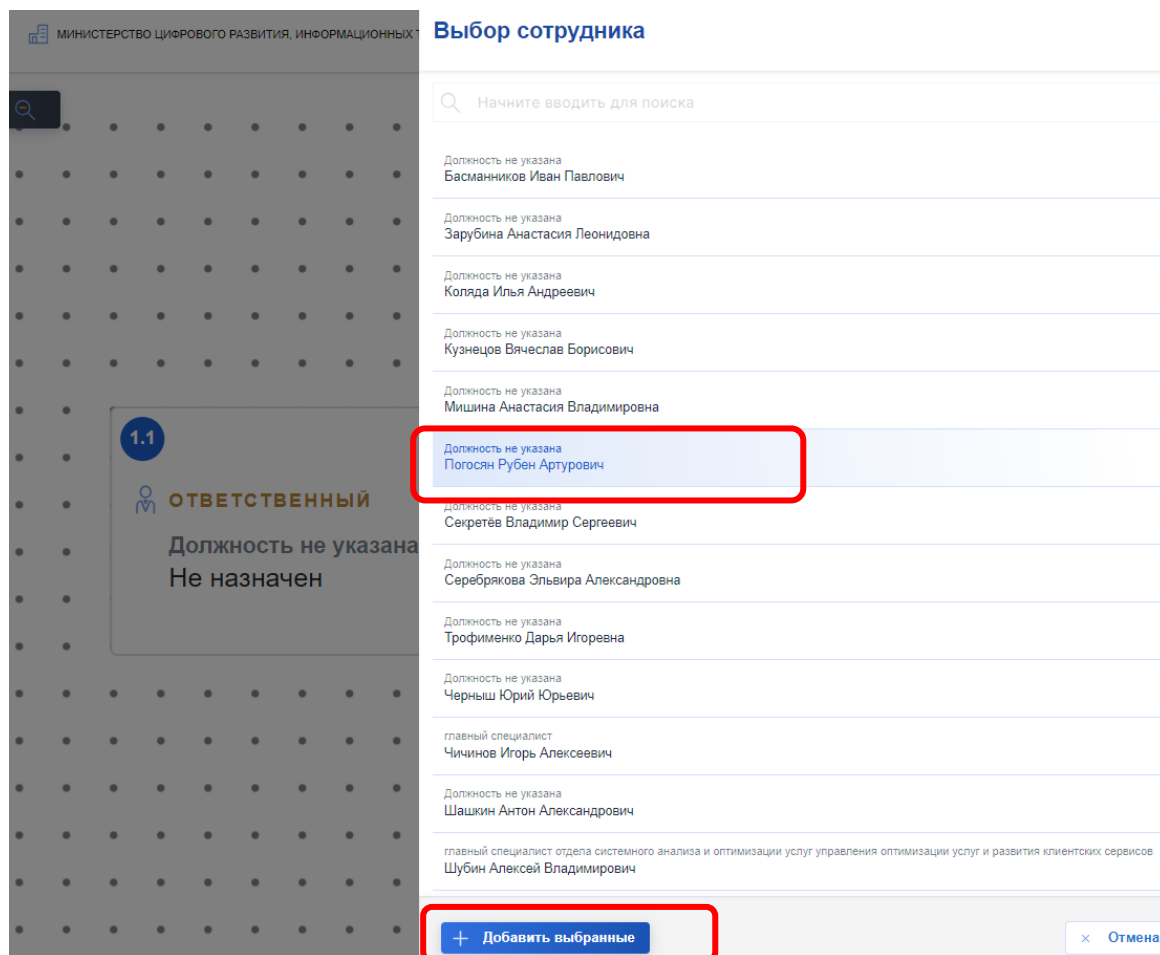 МИНИСТЕРСТВО ЦИФРОВОГО РАЗВИТИЯ, ИНФОРМАЦИОННЫХ
Выбор сотрудника
Начните вводить для поиска
Должность не указана
Басманников Иван Павлович
Должность не указана
Зарубина Анастасия Леонидовна
Должность не указана
Коляда Илья Андреевич
Должность не указана
Кузнецов Вячеслав Борисович
Должность не указана
Мишина Анастасия Владимировна
Должность не указана
Погосян Рубен Артурович
Должность не указана
Секретёв Владимир Сергеевич
Должность не указана
Серебрякова Эльвира Александровна
Должность не указана
Трофименко Дарья Игоревна
Должность не указана
Черныш Юрий Юрьевич
главный специалист
Чичинов Игорь Алексеевич
Должность не указана
Шашкин Антон Александрович
главный специалист отдела системного анализа и оптимизации услуг управления оптимизации услуг и развития клиентских сервисов
Шубин Алексей Владимирович
1.1
ОТВЕТСТВЕННЫЙ
Должность не указана
Не назначен
Добавить выбранные
Отмена